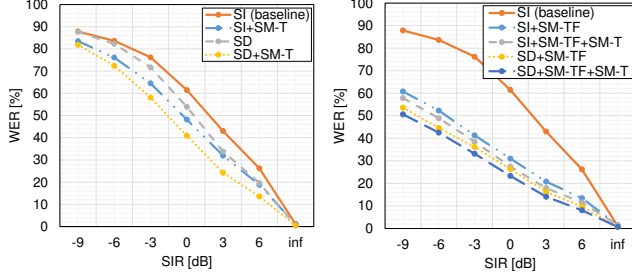 100
90
80
70
60
50
40
30
20
10
0
WER [%]
SI (baseline)
SI+SM-T
SD
SD+SM-T
-9 -6 -3 0 3 6 inf
SIR [dB]
100
90
80
70
60
50
40
30
20
10
0
WER [%]
SI (baseline)
SI+SM-TF
SI+SM-TF+SM-T
SD+SM-TF
SD+SM-TF+SM-T
-9 -6 -3 0 3 6 inf
SIR [dB]